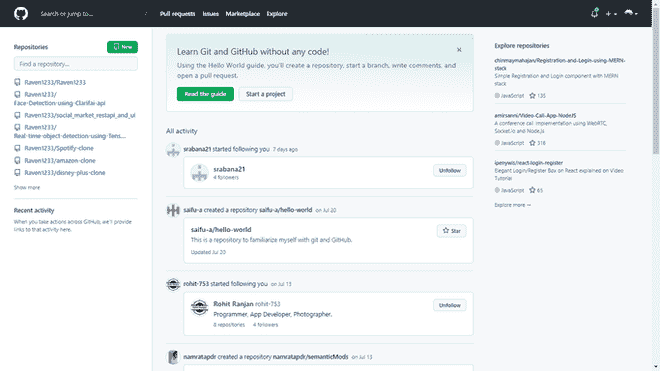 Search or jump to...
/
Pull requests
Issues
Marketplace
Explore
Repositories
New
Find a repository...
Raven1233/Raven1233
Raven1233/
Face-Detection-using-Clarifai-api
Raven1233/social_market_restapi_and_ui
Raven1233/
Real-time-object-detection-using-Tens...
Raven1233/Spotify-clone
Raven1233/amazon-clone
Raven1233/disney-plus-clone
Show more
Recent activity
When you take actions across GitHub, we'll provide
links to that activity here.
Learn Git and GitHub without any code!
Using the Hello World guide, you'll create a repository, start a branch, write comments, and
open a pull request.
Read the guide
Start a project
All activity
srabana21 started following you 7 days ago
srabana21
4 followers
Unfollow
saifu-a created a repository saifu-a/hello-world on Jul 20
saifu-a/hello-world
Star
This is a repository to familiarize myself with git and GitHub.
Updated Jul 20
rohit-753 started following you on Jul 13
Rohit Ranjan rohit-753
Unfollow
Programmer, App Developer, Photographer.
8 repositories 4 followers
namratapdr created a repository namratapdr/semanticMods on Jul 13
Explore repositories
chinmaymahajan/Registration-and-Login-using-MERN-
stack
Simple Registration and Login component with MERN
stack
JavaScript 135
amirsanni/Video-Call-App-NodeJS
A conference call implementation using WebRTC,
Socket.io and Node.js
JavaScript 318
ipenywis/react-login-register
Elegant Login/Register Box on React explained on Video
Tutorial
JavaScript 65
Explore more →